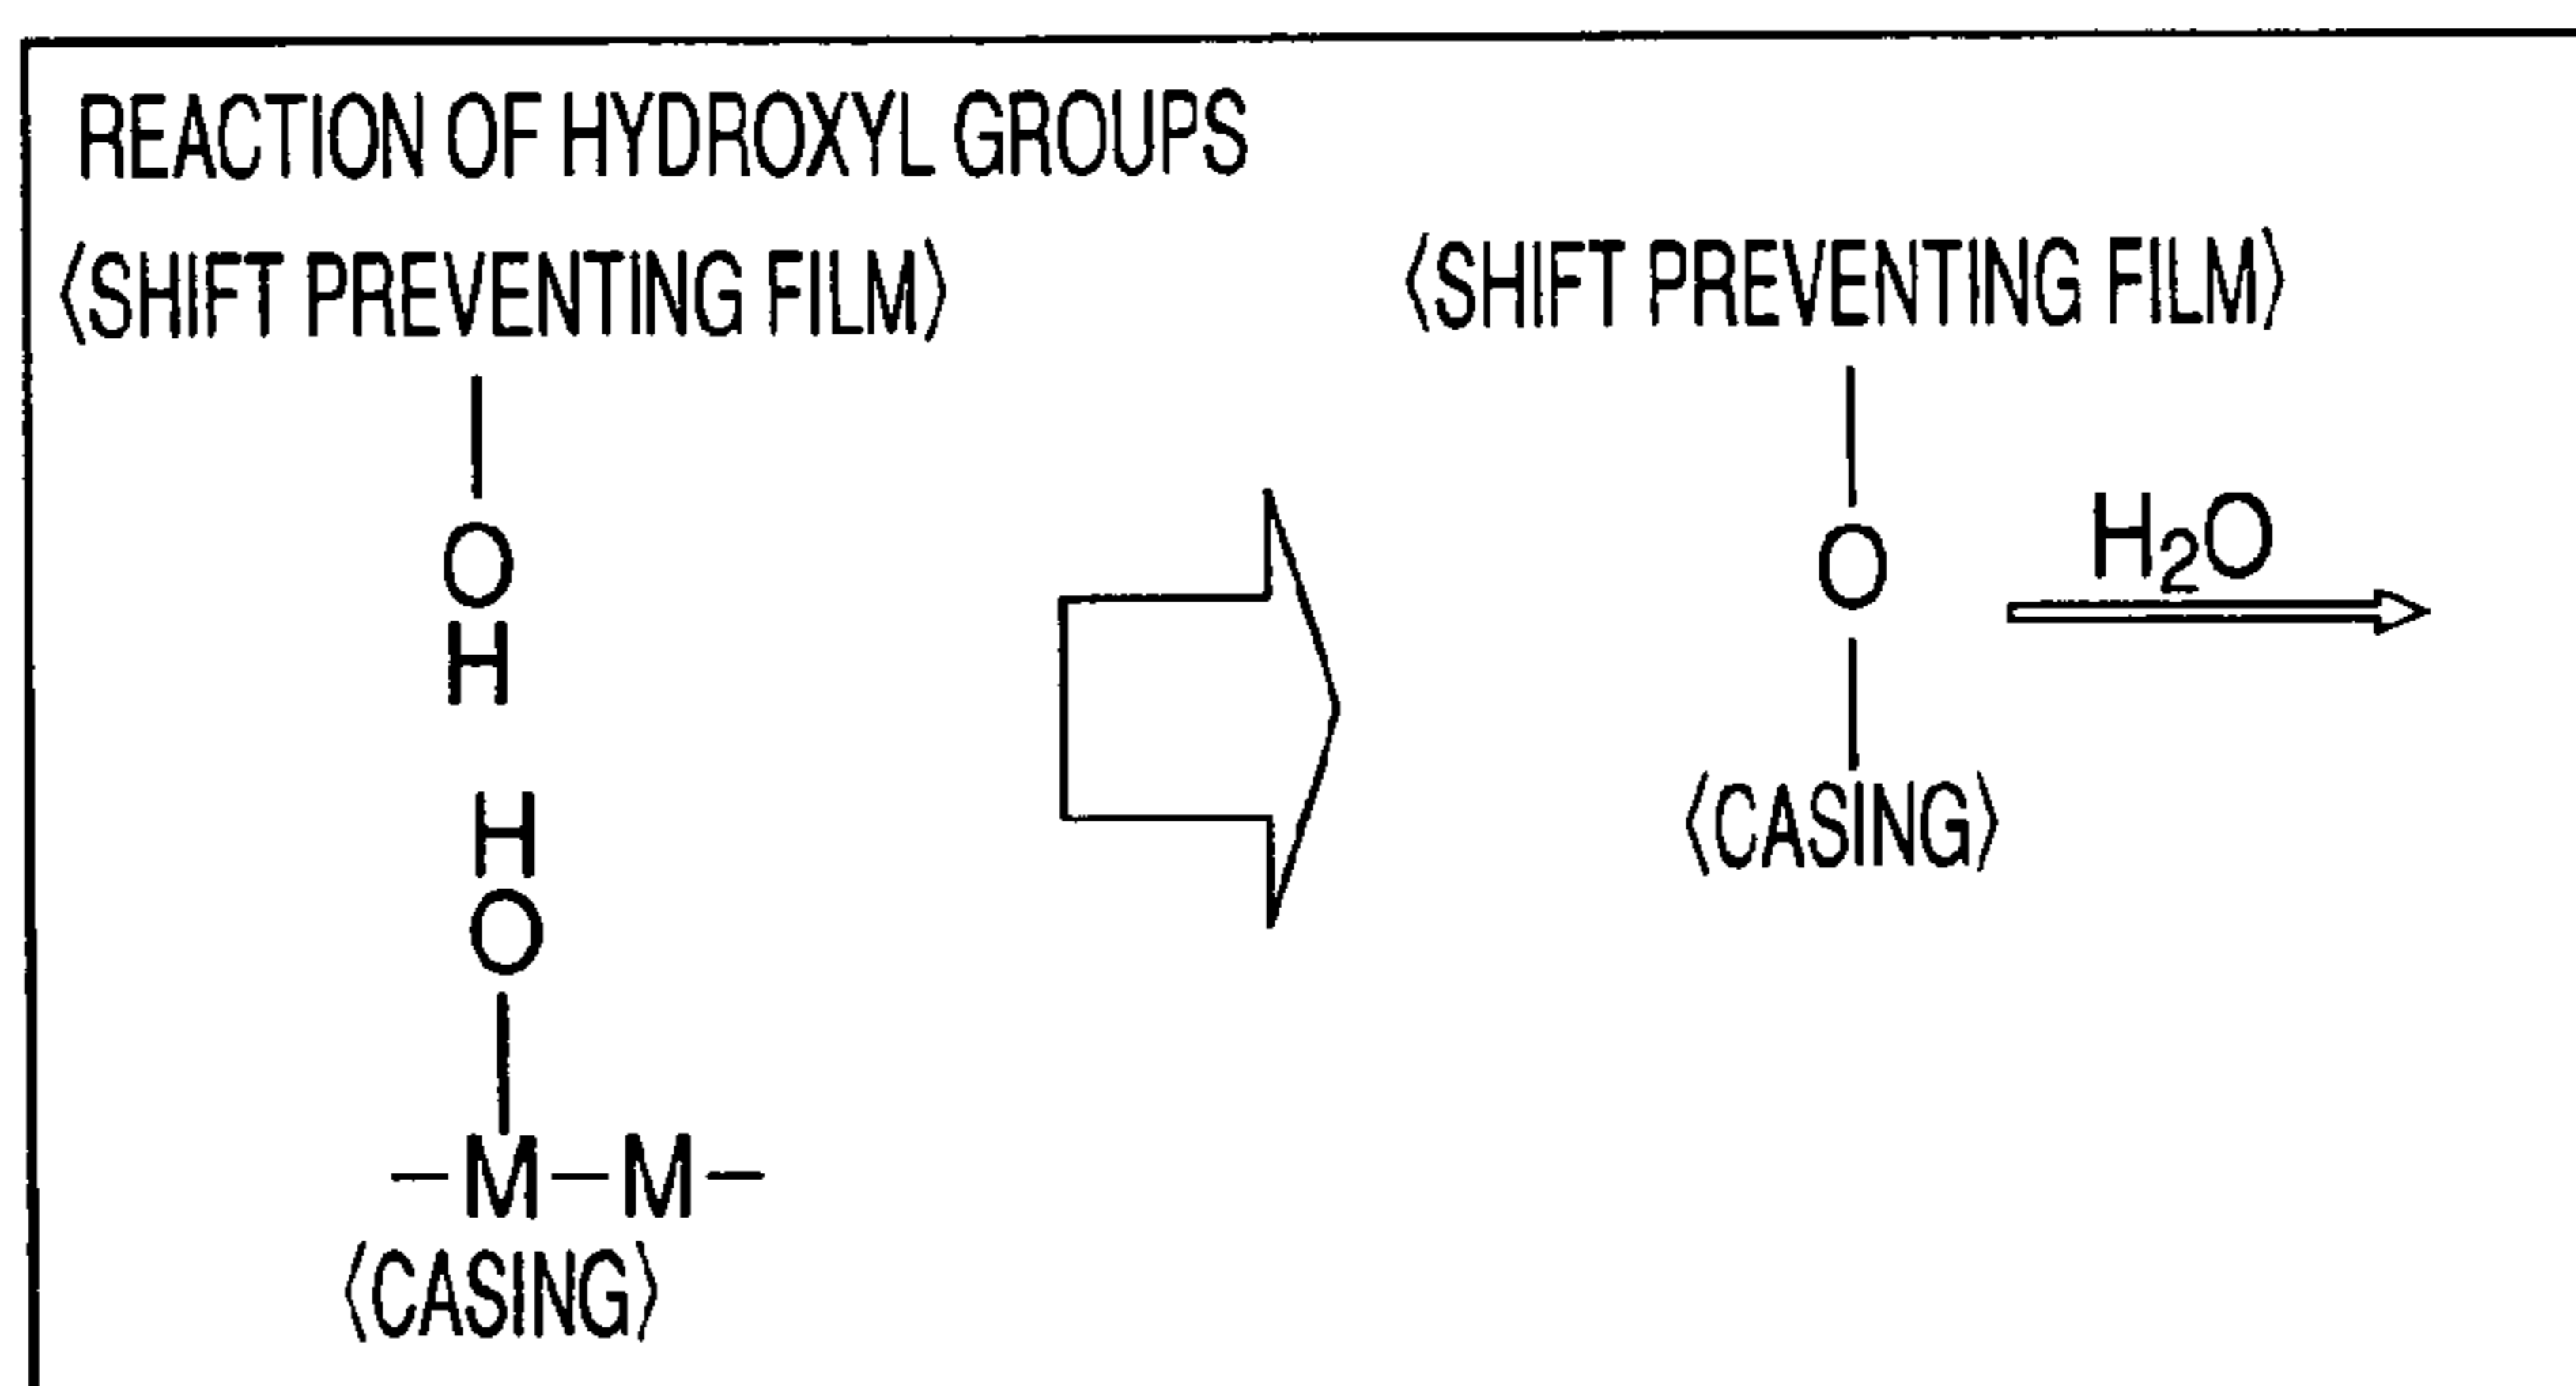 REACTION OF HYDROXYL GROUPS
⟨SHIFT PREVENTING FILM⟩
O
H
H
O
–M–M–
⟨CASING⟩
⟨SHIFT PREVENTING FILM⟩
O
H₂O
⟨CASING⟩